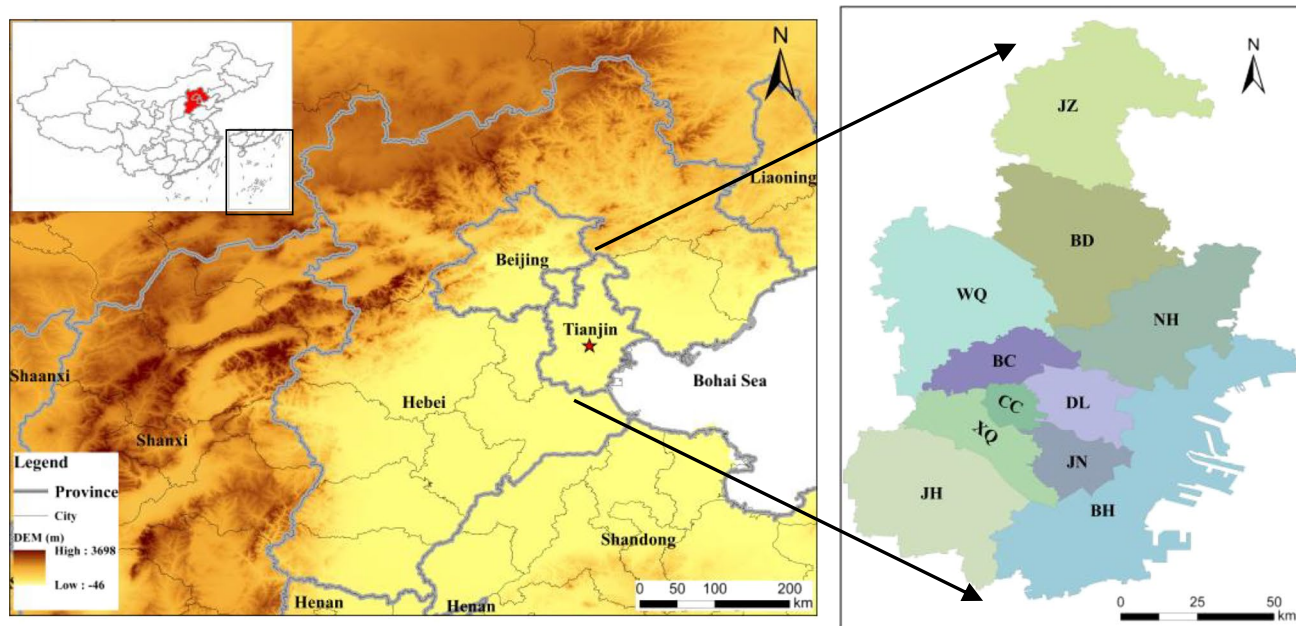 N
Liaoning
Beijing
Tianjin
Bohai Sea
Shaanxi
Hebei
Shanxi
Shandong
Henan
Henan
Legend
Province
City
DEM (m)
High : 3698
Low : -46
0 50 100 200
km
N
JZ
BD
WQ
NH
BC
CC
DL
XQ
JN
JH
BH
0 25 50
km